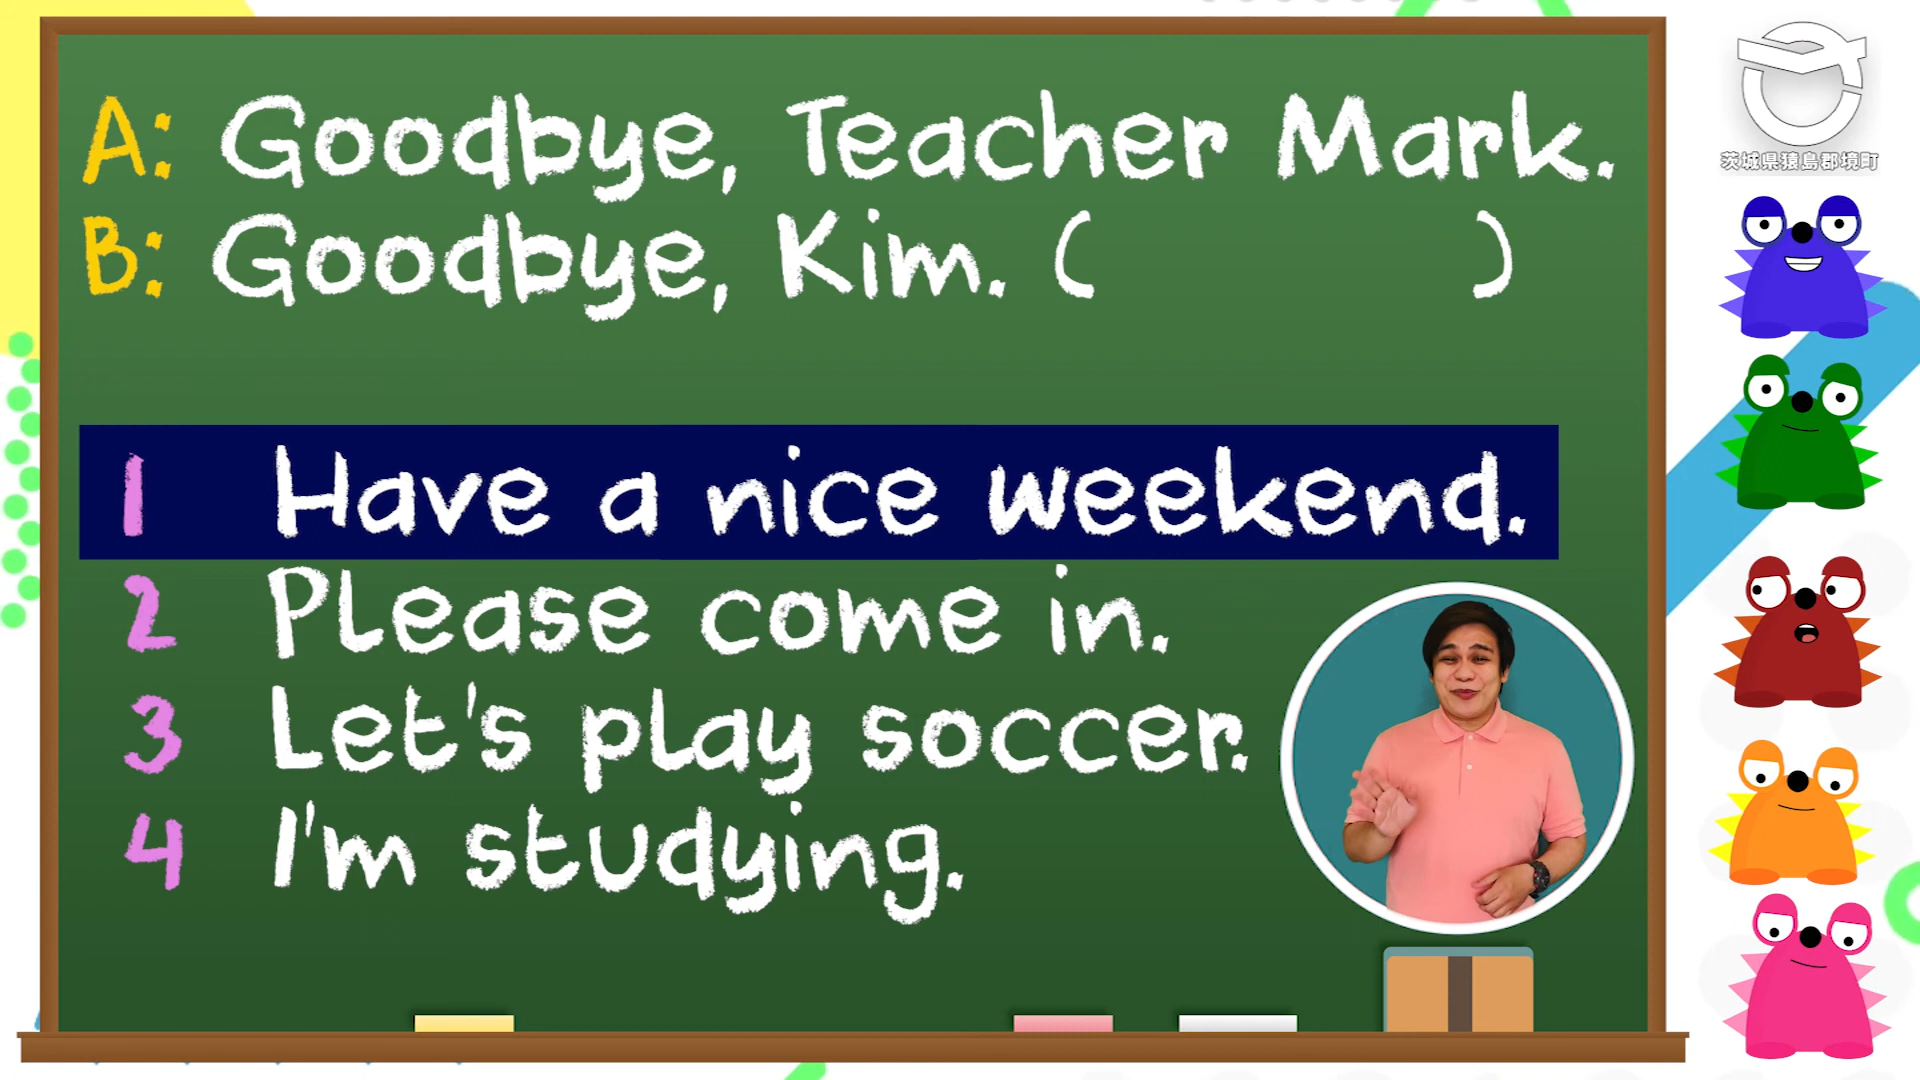 A: Goodbye, Teacher Mark.
B: Goodbye, Kim. ( )
1 Have a nice weekend.
2 Please come in.
3 Let's play soccer.
4 I'm studying.
茨城県猿島郡境町